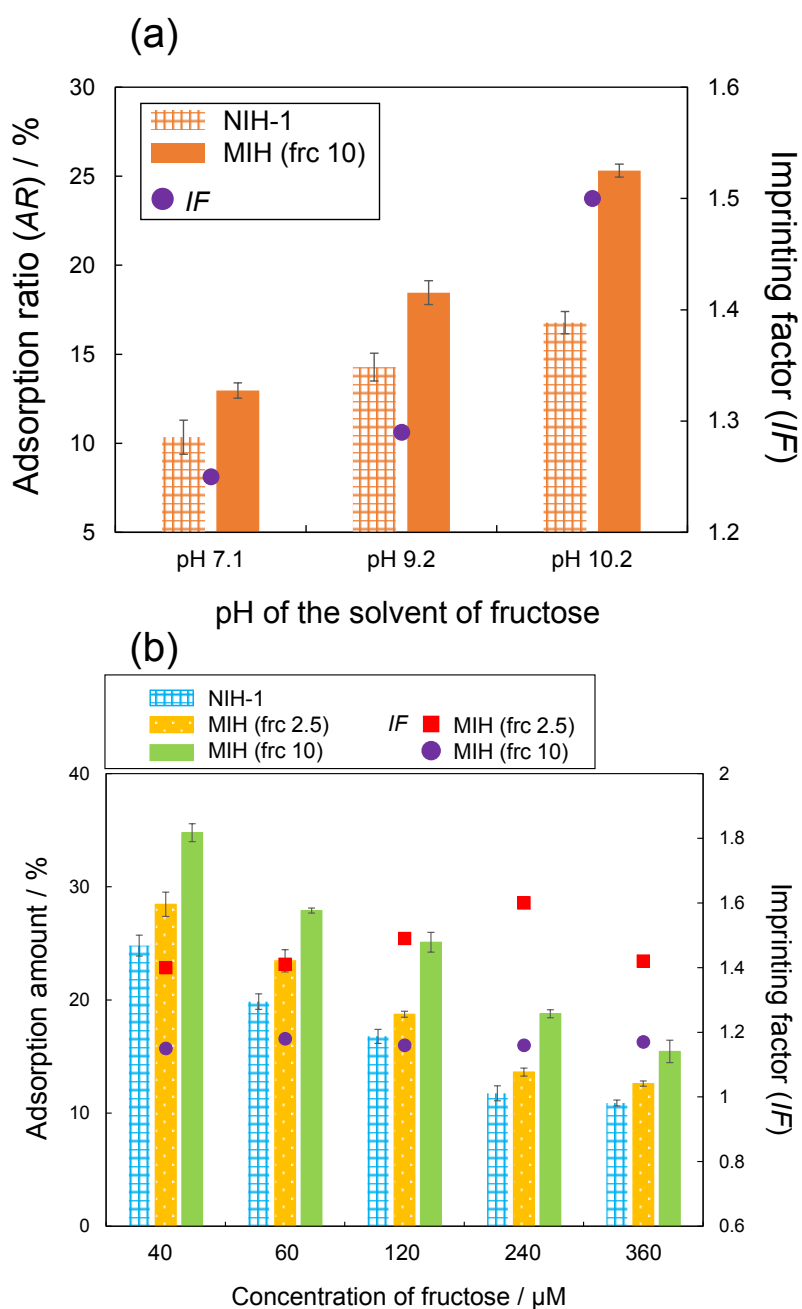 (a)
30
25
20
15
10
5
Adsorption ratio (AR) / %
NIH-1
MIH (frc 10)
IF
1.6
1.5
1.4
1.3
1.2
Imprinting factor (IF)
pH 7.1 pH 9.2 pH 10.2
pH of the solvent of fructose
(b)
NIH-1
MIH (frc 2.5) IF MIH (frc 2.5)
MIH (frc 10) MIH (frc 10)
40
30
20
10
0
Adsorption amount / %
2
1.8
1.6
1.4
1.2
1
0.8
0.6
Imprinting factor (IF)
40 60 120 240 360
Concentration of fructose / μM